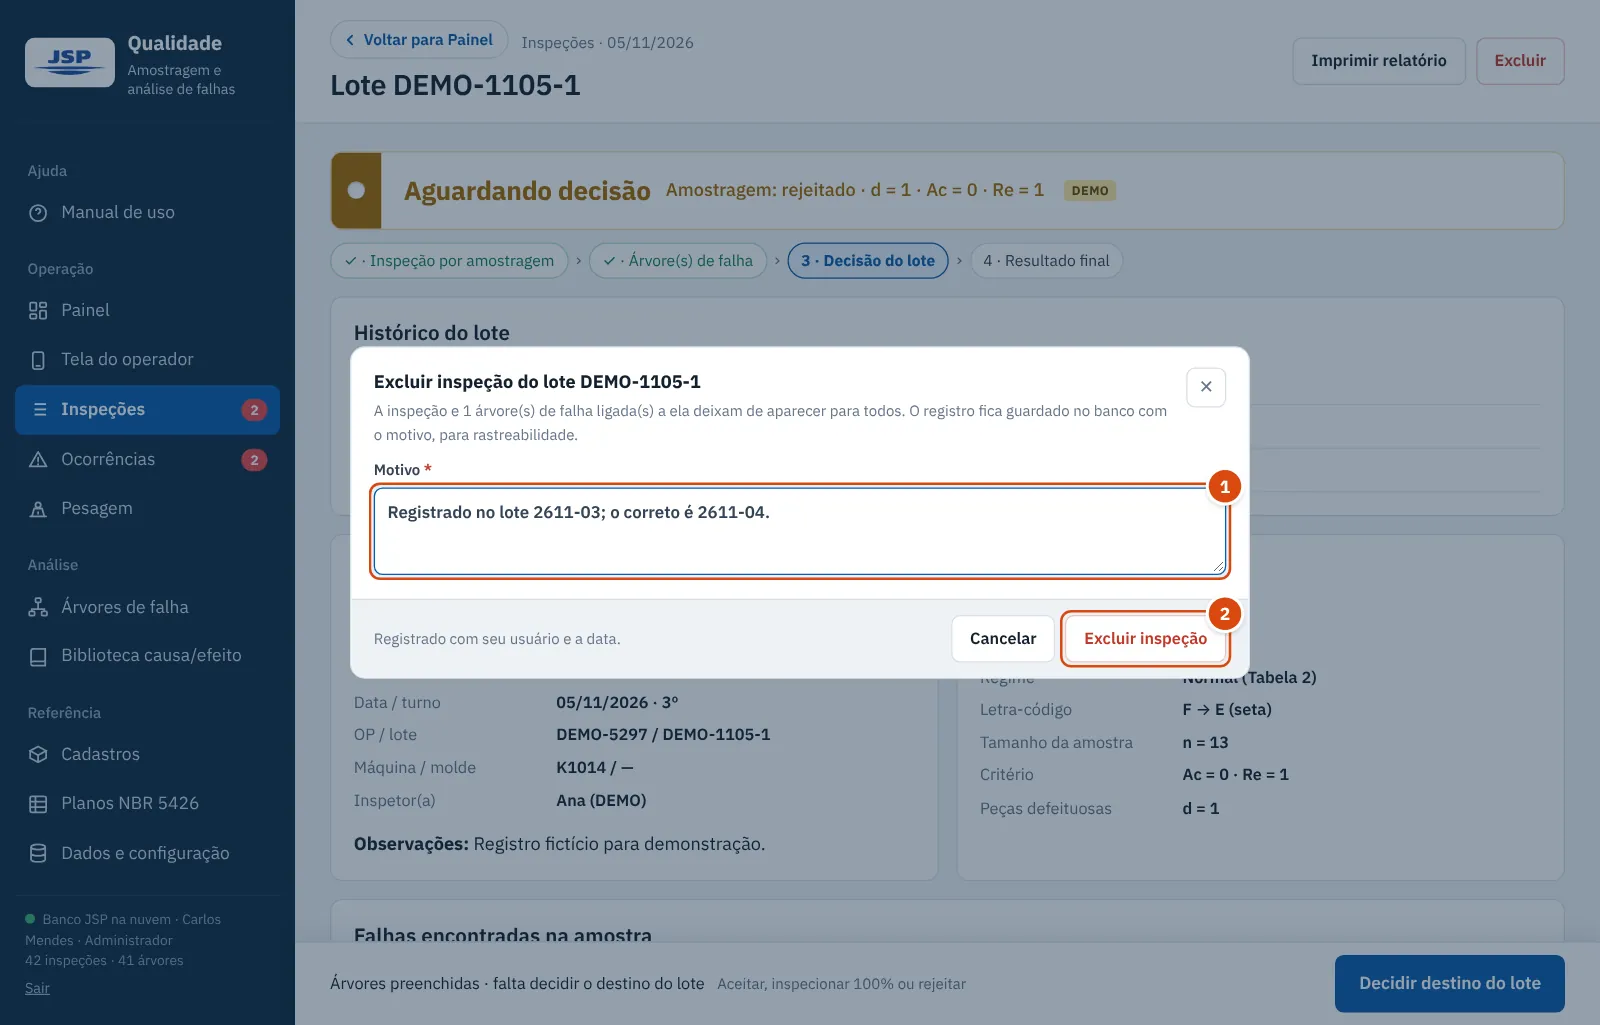 JSP
Qualidade
Amostragem e
análise de falhas
Ajuda
Manual de uso
Operação
Painel
Tela do operador
Inspeções 2
Ocorrências 2
Pesagem
Análise
Árvores de falha
Biblioteca causa/efeito
Referência
Cadastros
Planos NBR 5426
Dados e configuração
Banco JSP na nuvem · Carlos
Mendes · Administrador
42 inspeções · 41 árvores
Sair
Voltar para Painel
Inspeções · 05/11/2026
Lote DEMO-1105-1
Imprimir relatório
Excluir
Aguardando decisão
Amostragem: rejeitado · d = 1 · Ac = 0 · Re = 1
DEMO
✓ · Inspeção por amostragem › ✓ · Árvore(s) de falha › 3 · Decisão do lote › 4 · Resultado final
Histórico do lote
Excluir inspeção do lote DEMO-1105-1
A inspeção e 1 árvore(s) de falha ligada(s) a ela deixam de aparecer para todos. O registro fica guardado no banco com
o motivo, para rastreabilidade.
Motivo *
1
Registrado no lote 2611-03; o correto é 2611-04.
Registrado com seu usuário e a data.
Cancelar
Excluir inspeção
2
Data / turno 05/11/2026 · 3º
OP / lote DEMO-5297 / DEMO-1105-1
Máquina / molde K1014 / —
Inspetor(a) Ana (DEMO)
Observações: Registro fictício para demonstração.
Regime Normal (Tabela 2)
Letra-código F → E (seta)
Tamanho da amostra n = 13
Critério Ac = 0 · Re = 1
Peças defeituosas d = 1
Falhas encontradas na amostra
Árvores preenchidas · falta decidir o destino do lote Aceitar, inspecionar 100% ou rejeitar
Decidir destino do lote